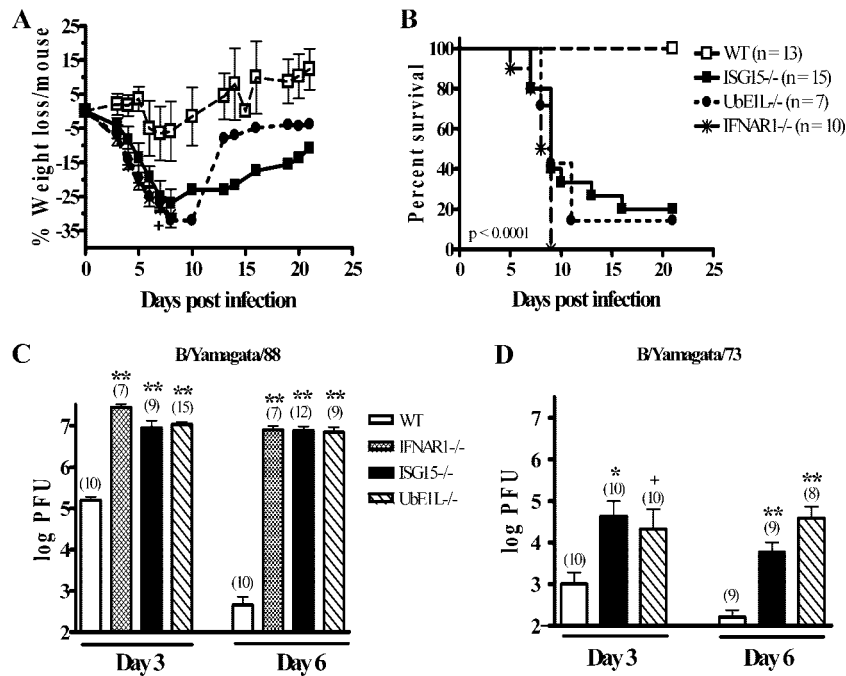 A
% Weight loss/mouse
25
15
5
-5
-15
-25
-35
+
0 5 10 15 20 25
Days post infection
B
Percent survival
100
80
60
40
20
0
p < 0.0001
0 5 10 15 20 25
Days post infection
WT (n = 13)
ISG15-/- (n = 15)
UbE1L-/- (n = 7)
IFNAR1-/- (n = 10)
C
B/Yamagata/88
log PFU
7
6
5
4
3
2
(10)
**
(7)
**
(9)
**
(15)
(10)
**
(7)
**
(12)
**
(9)
Day 3 Day 6
WT
IFNAR1-/-
ISG15-/-
UbE1L-/-
D
B/Yamagata/73
log PFU
7
6
5
4
3
2
(10)
*
(10)
+
(10)
(9)
**
(9)
**
(8)
Day 3 Day 6